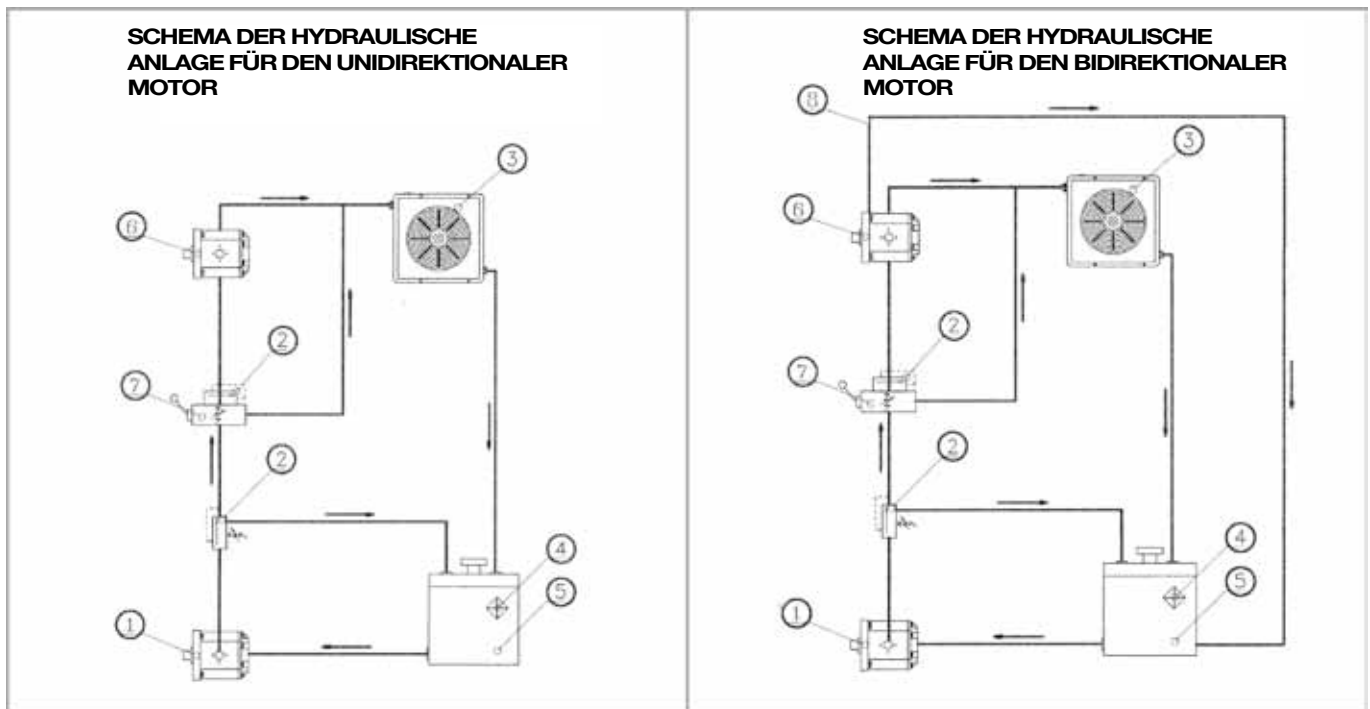 SCHEMA DER HYDRAULISCHE
ANLAGE FÜR DEN UNIDIREKTIONALER
MOTOR
3
6
2
7
2
4
5
1
SCHEMA DER HYDRAULISCHE
ANLAGE FÜR DEN BIDIREKTIONALER
MOTOR
8
3
6
2
7
2
4
5
1